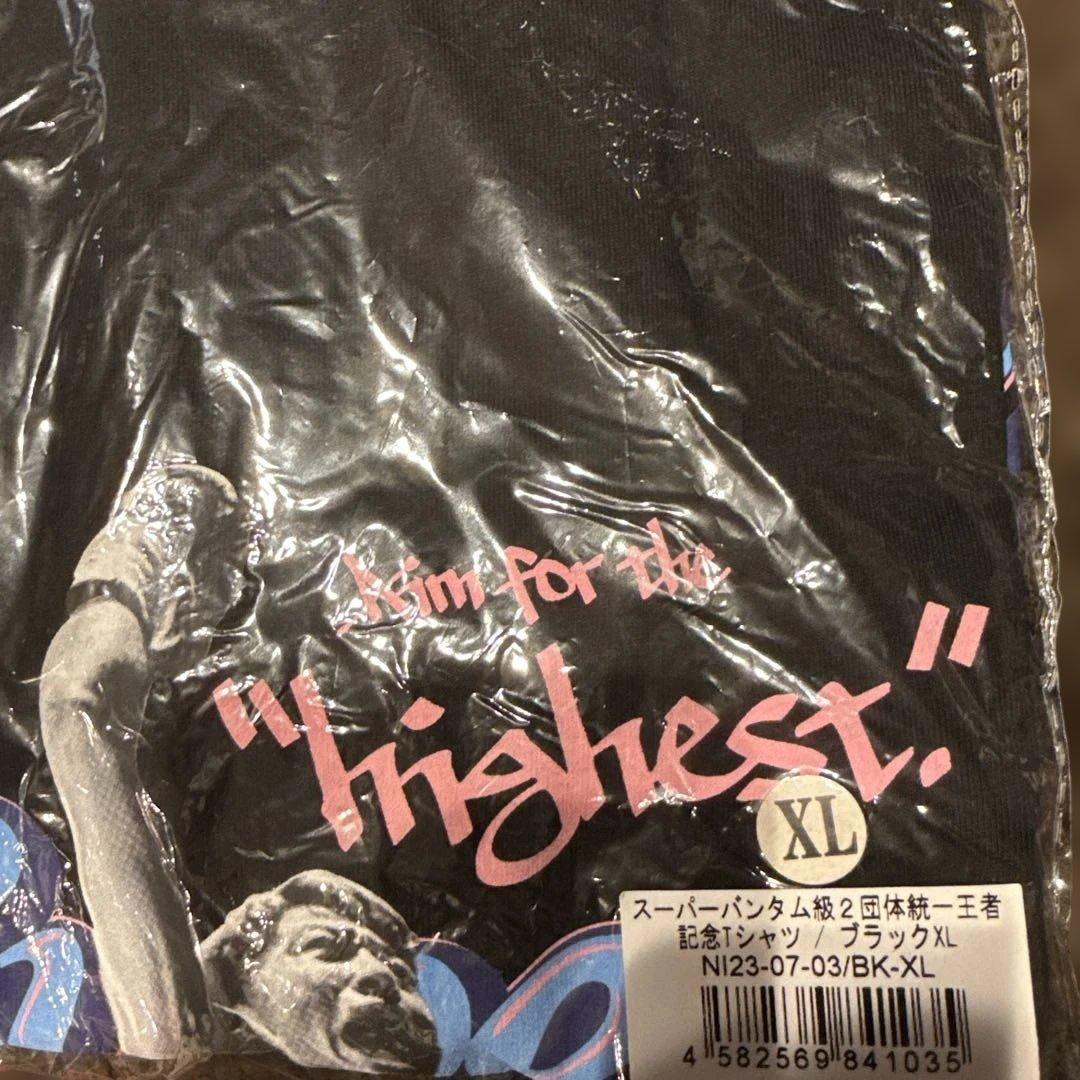 Aim for the
"highest."
XL
スーパーバンタム級2団体統一王者
記念Tシャツ / ブラックXL
NI23-07-03/BK-XL
4 582569 841035